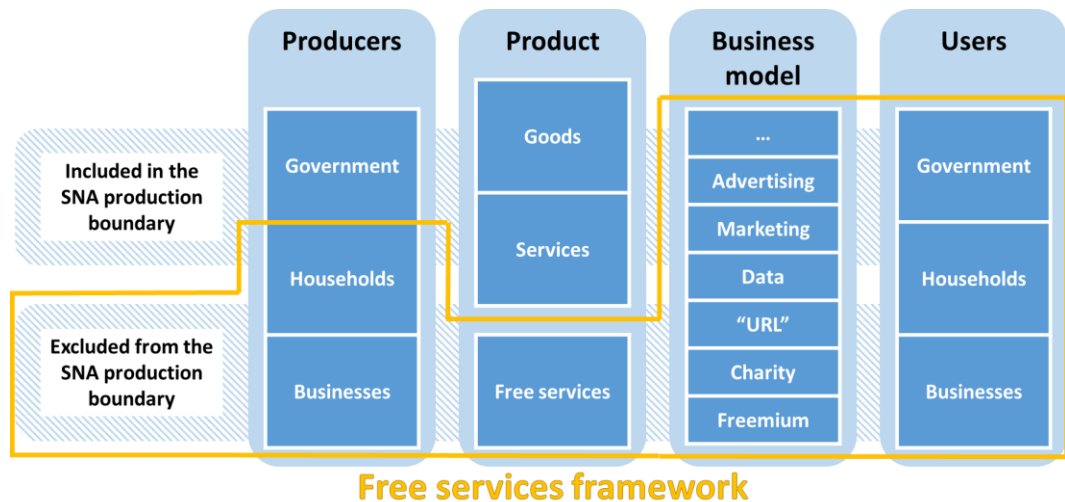 Producers
Product
Business
model
Users
Included in the
SNA production
boundary
Excluded from the
SNA production
boundary
Government
Households
Businesses
Goods
Services
Free services
...
Advertising
Marketing
Data
“URL”
Charity
Freemium
Government
Households
Businesses
Free services framework